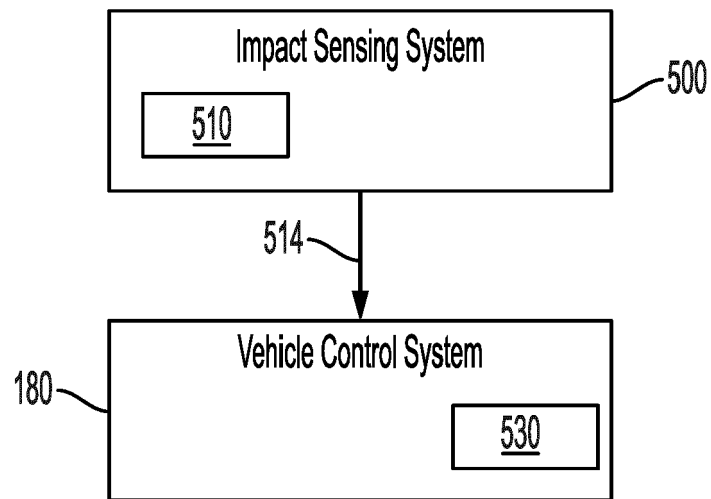 Impact Sensing System
510
500
514
Vehicle Control System
180
530